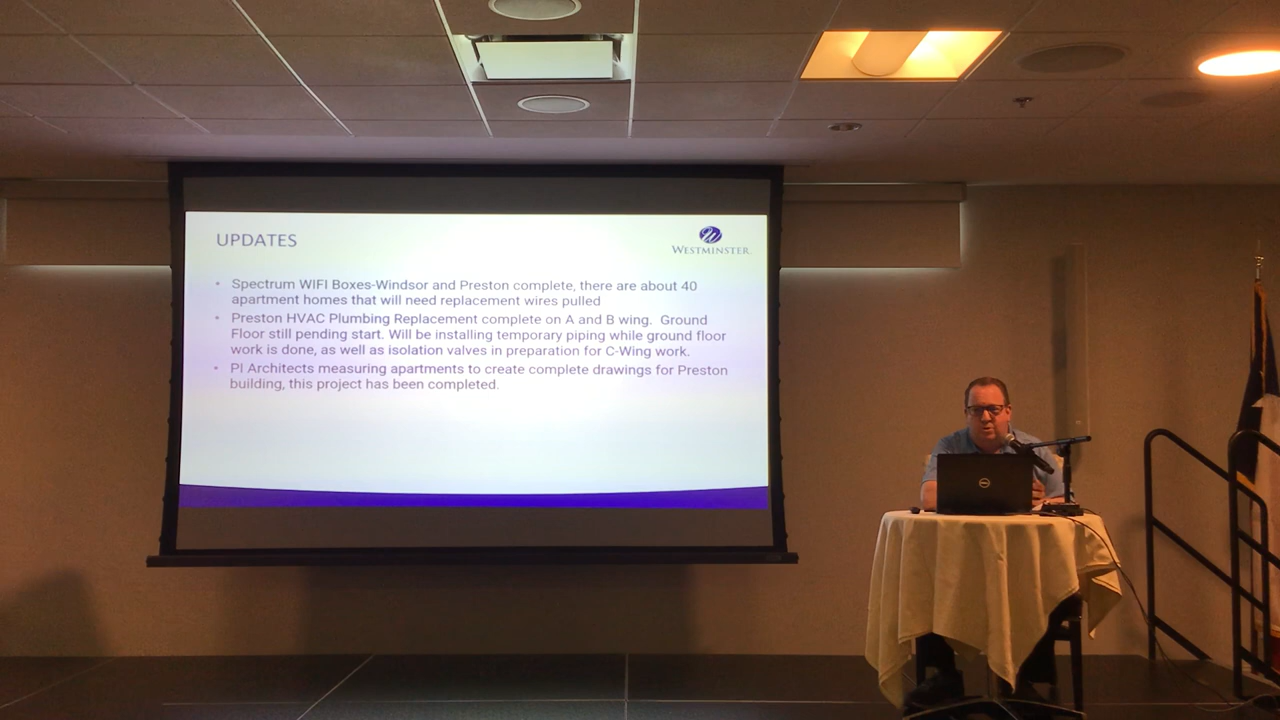 UPDATES
WESTMINSTER
• Spectrum WIFI Boxes-Windsor and Preston complete, there are about 40
apartment homes that will need replacement wires pulled
• Preston HVAC Plumbing Replacement complete on A and B wing. Ground
Floor still pending start. Will be installing temporary piping while ground floor
work is done, as well as isolation valves in preparation for C-Wing work.
• PI Architects measuring apartments to create complete drawings for Preston
building, this project has been completed.
DELL